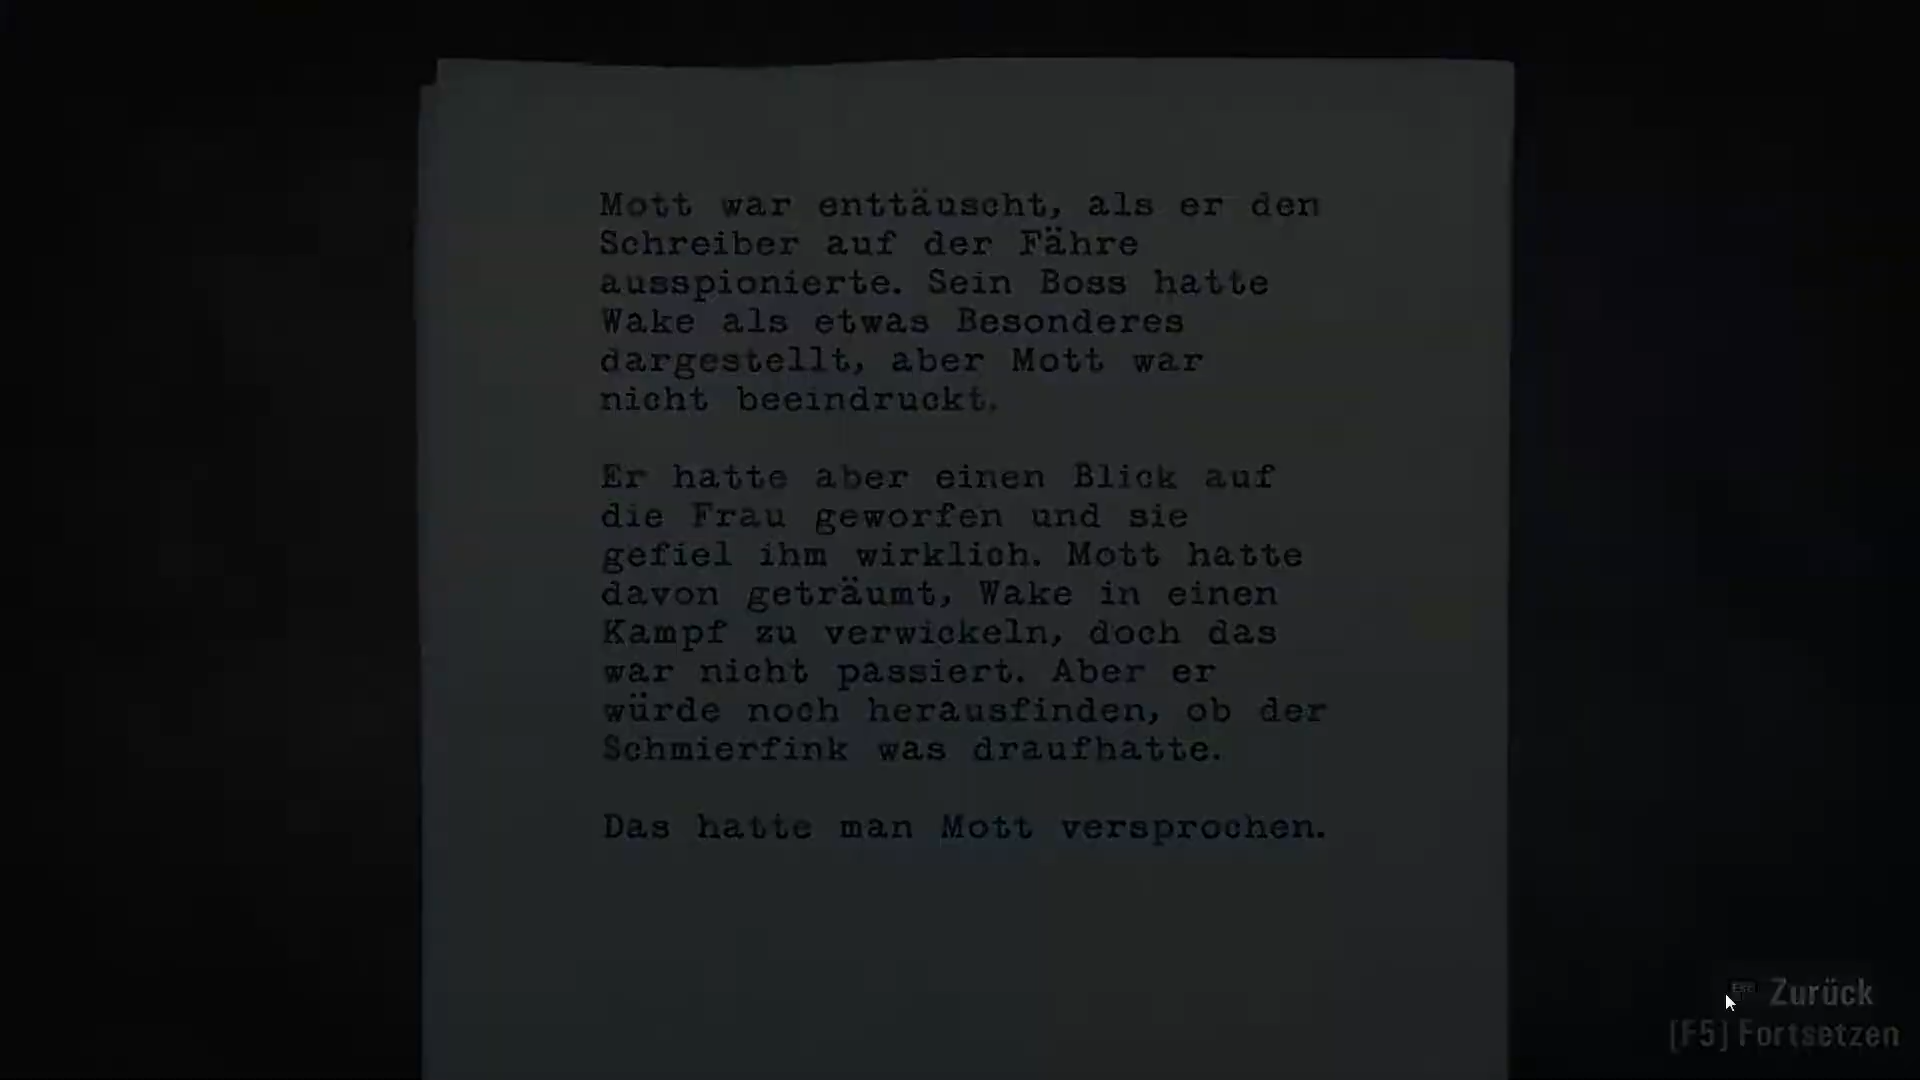 Mott war enttäuscht, als er den
Schreiber auf der Fähre
ausspionierte. Sein Boss hatte
Wake als etwas Besonderes
dargestellt, aber Mott war
nicht beeindruckt.
Er hatte aber einen Blick auf
die Frau geworfen und sie
gefiel ihm wirklich. Mott hatte
davon geträumt, Wake in einen
Kampf zu verwickeln, doch das
war nicht passiert. Aber er
würde noch herausfinden, ob der
Schmierfink was draufhatte.
Das hatte man Mott versprochen.
Esc Zurück
[F5] Fortsetzen